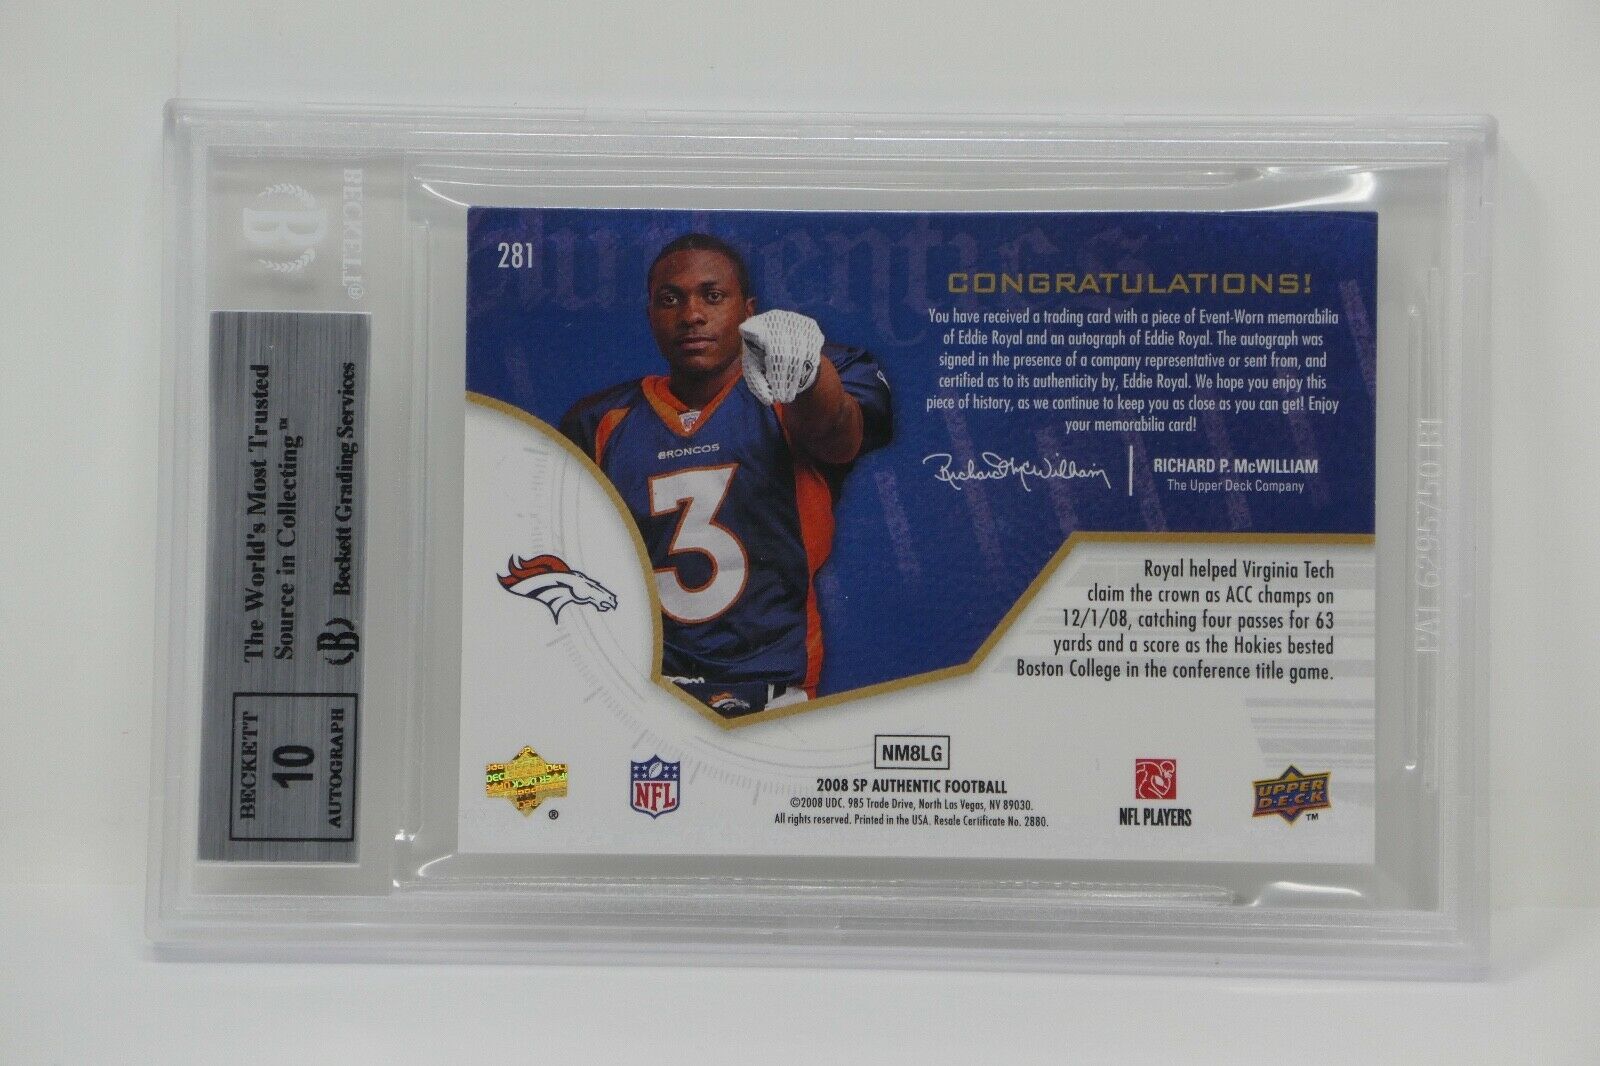 BECKETT®
B
The World's Most Trusted
Source in Collecting™
(B) Beckett Grading Services
BECKETT
10
AUTOGRAPH
281
Authentics
CONGRATULATIONS!
You have received a trading card with a piece of Event-Worn memorabilia
of Eddie Royal and an autograph of Eddie Royal. The autograph was
signed in the presence of a company representative or sent from, and
certified as to its authenticity by, Eddie Royal. We hope you enjoy this
piece of history, as we continue to keep you as close as you can get! Enjoy
your memorabilia card!
Richard McWilliam
RICHARD P. McWILLIAM
The Upper Deck Company
BRONCOS
3
Royal helped Virginia Tech
claim the crown as ACC champs on
12/1/08, catching four passes for 63
yards and a score as the Hokies bested
Boston College in the conference title game.
NM8LG
2008 SP AUTHENTIC FOOTBALL
©2008 UDC. 985 Trade Drive, North Las Vegas, NV 89030.
All rights reserved. Printed in the USA. Resale Certificate No. 2880.
®
NFL
NFL PLAYERS
UPPER
D·E·C·K
TM